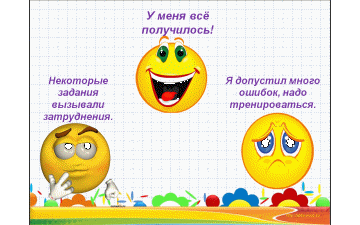 У меня всё
получилось!
Некоторые
задания
вызывали
затруднения.
Я допустил много
ошибок, надо
тренироваться.